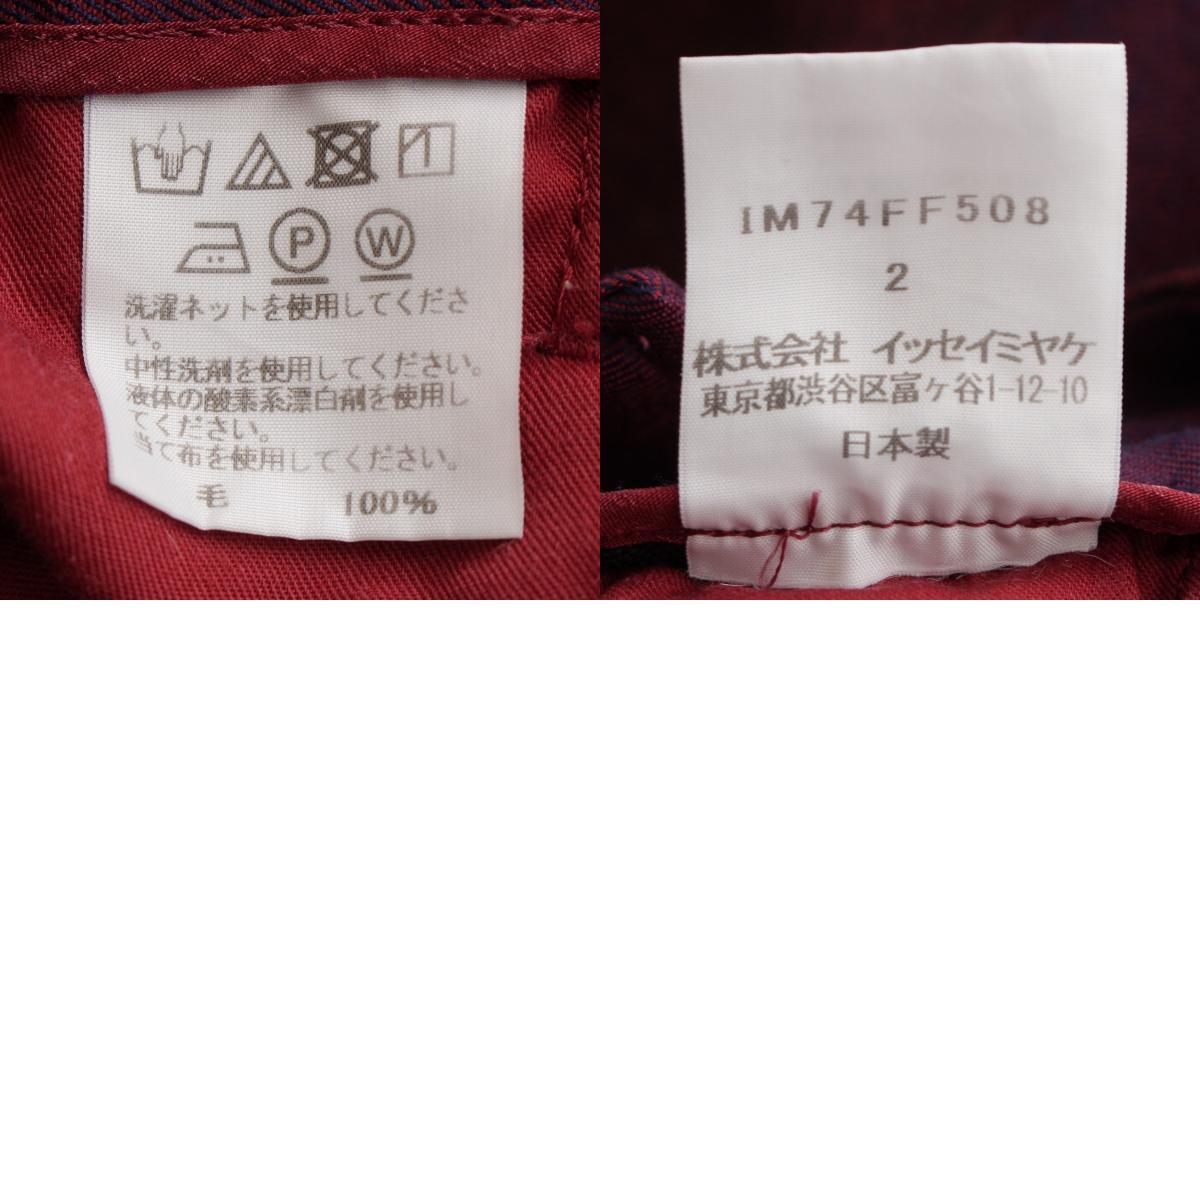 P
W
洗濯ネットを使用してくださ
い。
中性洗剤を使用してください。
液体の酸素系漂白剤を使用し
てください。
当て布を使用してください。
毛 100%
IM74FF508
2
株式会社 イッセイミヤケ
東京都渋谷区富ヶ谷1-12-10
日本製